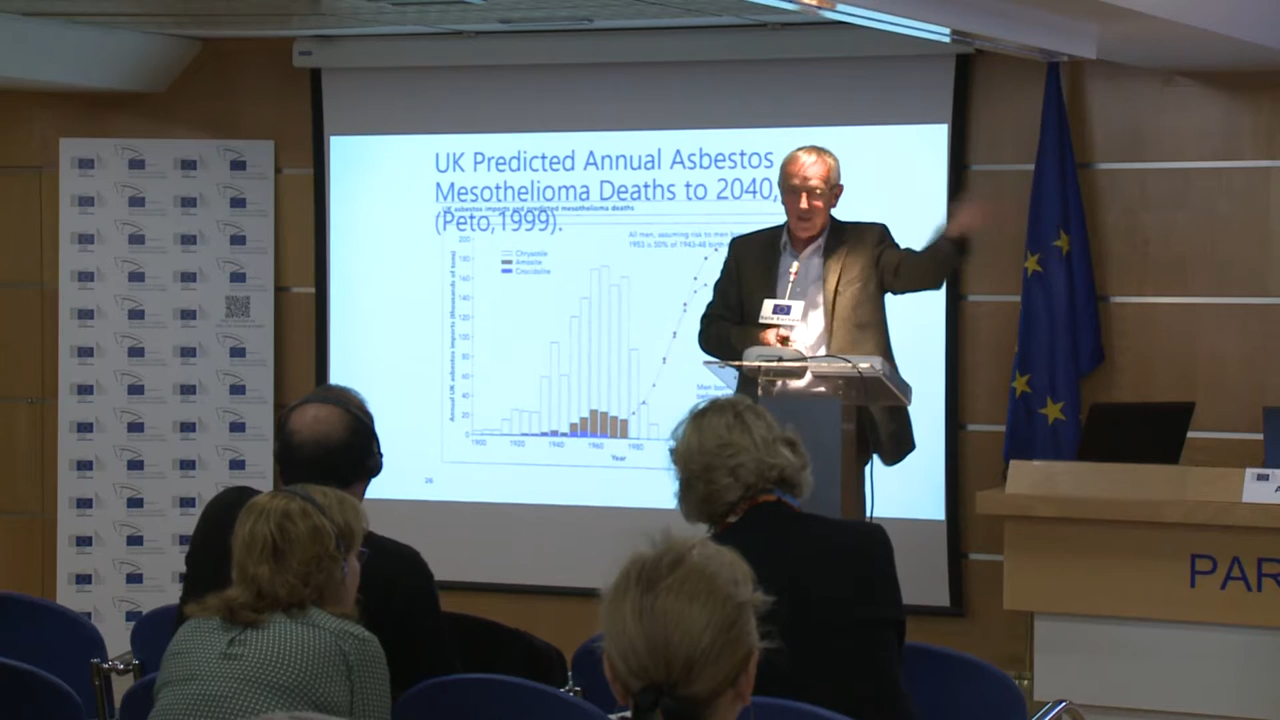 UK Predicted Annual Asbestos
Mesothelioma Deaths to 2040,
(Peto,1999).
UK asbestos imports and predicted mesothelioma deaths
All men, assuming risk to men
1953 is 50% of 1943-48
Chrysotile
Amosite
Crocidolite
Annual UK asbestos imports (thousands of tons)
200
180
160
140
120
100
80
60
40
20
0
1900
1920
1940
1960
1980
Year
Men born
36
Sala Europa
PAR